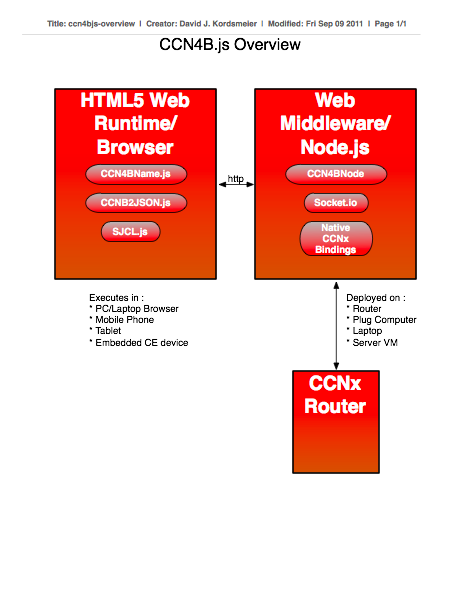 Title: ccn4bjs-overview | Creator: David J. Kordsmeier | Modified: Fri Sep 09 2011 | Page 1/1
CCN4B.js Overview
HTML5 Web
Runtime/
Browser
CCN4BName.js
CCNB2JSON.js
SJCL.js
http
Web
Middleware/
Node.js
CCN4BNode
Socket.io
Native
CCNx
Bindings
Executes in :
* PC/Laptop Browser
* Mobile Phone
* Tablet
* Embedded CE device
Deployed on :
* Router
* Plug Computer
* Laptop
* Server VM
CCNx
Router